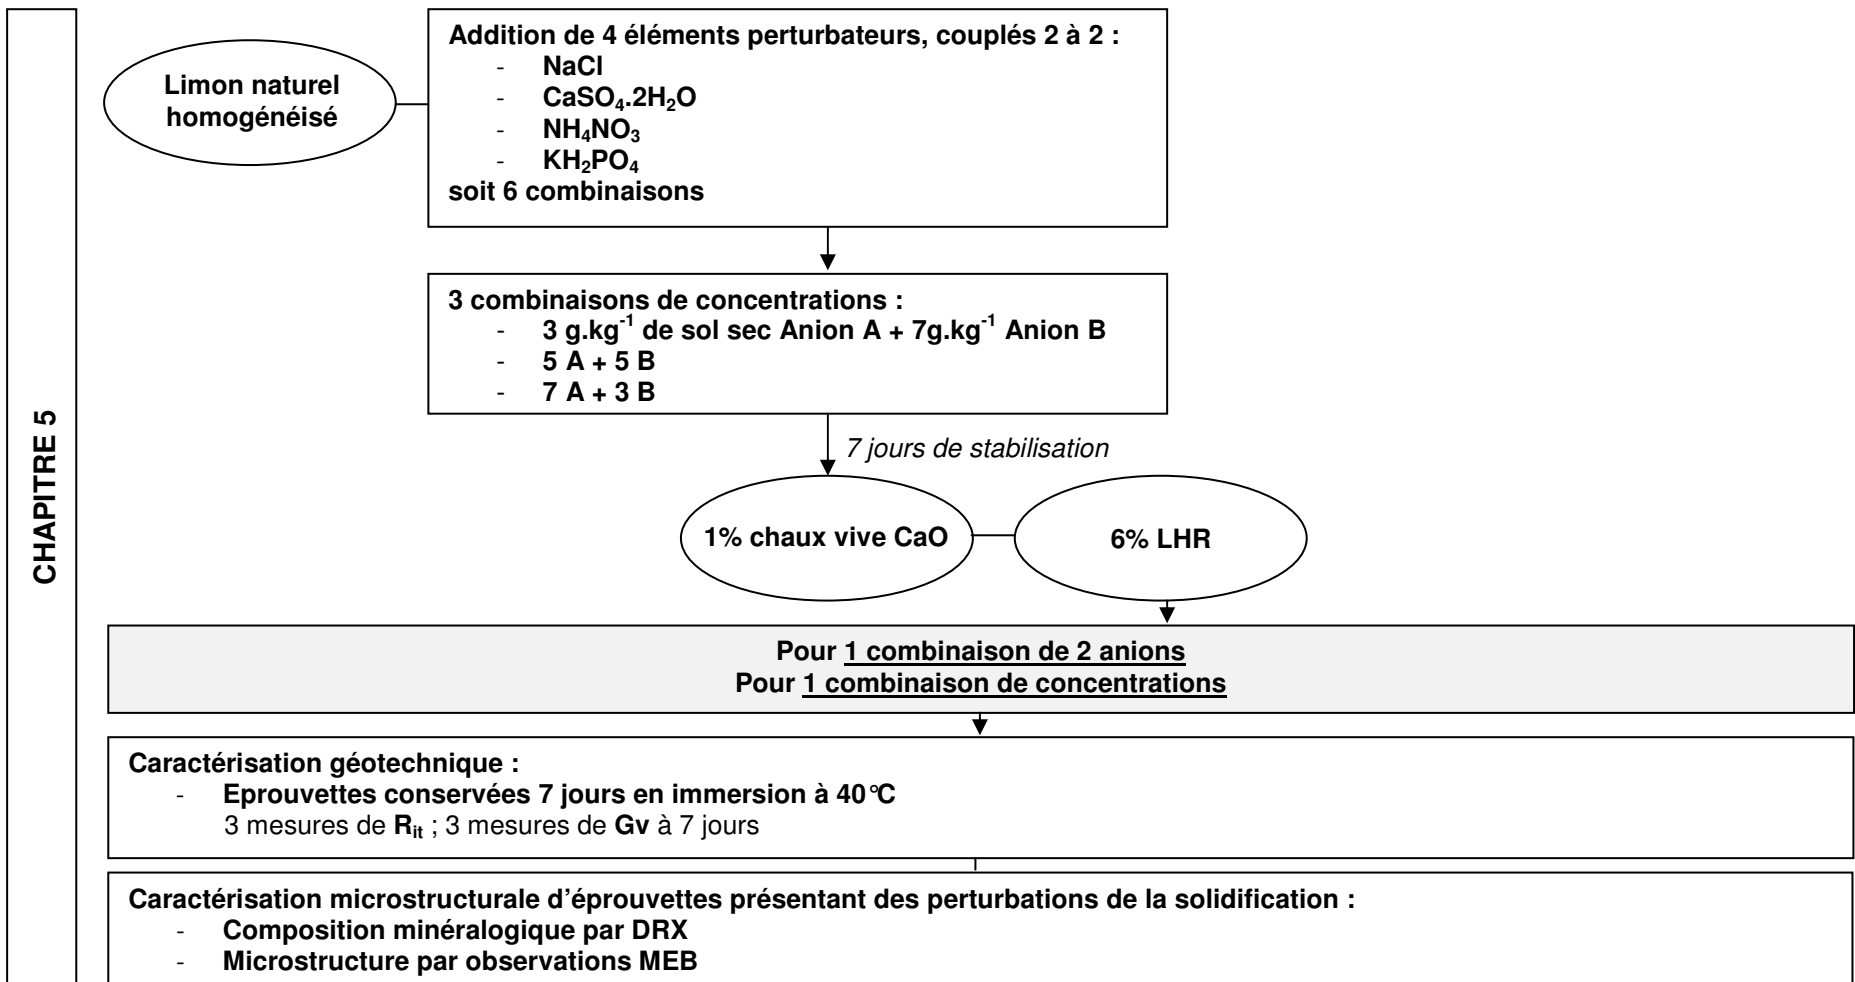 CHAPITRE 5
Limon naturel
homogénéisé
Addition de 4 éléments perturbateurs, couplés 2 à 2 :
- NaCl
- CaSO₄.2H₂O
- NH₄NO₃
- KH₂PO₄
soit 6 combinaisons
3 combinaisons de concentrations :
- 3 g.kg⁻¹ de sol sec Anion A + 7g.kg⁻¹ Anion B
- 5 A + 5 B
- 7 A + 3 B
7 jours de stabilisation
1% chaux vive CaO
6% LHR
Pour 1 combinaison de 2 anions
Pour 1 combinaison de concentrations
Caractérisation géotechnique :
- Eprouvettes conservées 7 jours en immersion à 40°C
3 mesures de Rᵢₜ ; 3 mesures de Gv à 7 jours
Caractérisation microstructurale d'éprouvettes présentant des perturbations de la solidification :
- Composition minéralogique par DRX
- Microstructure par observations MEB